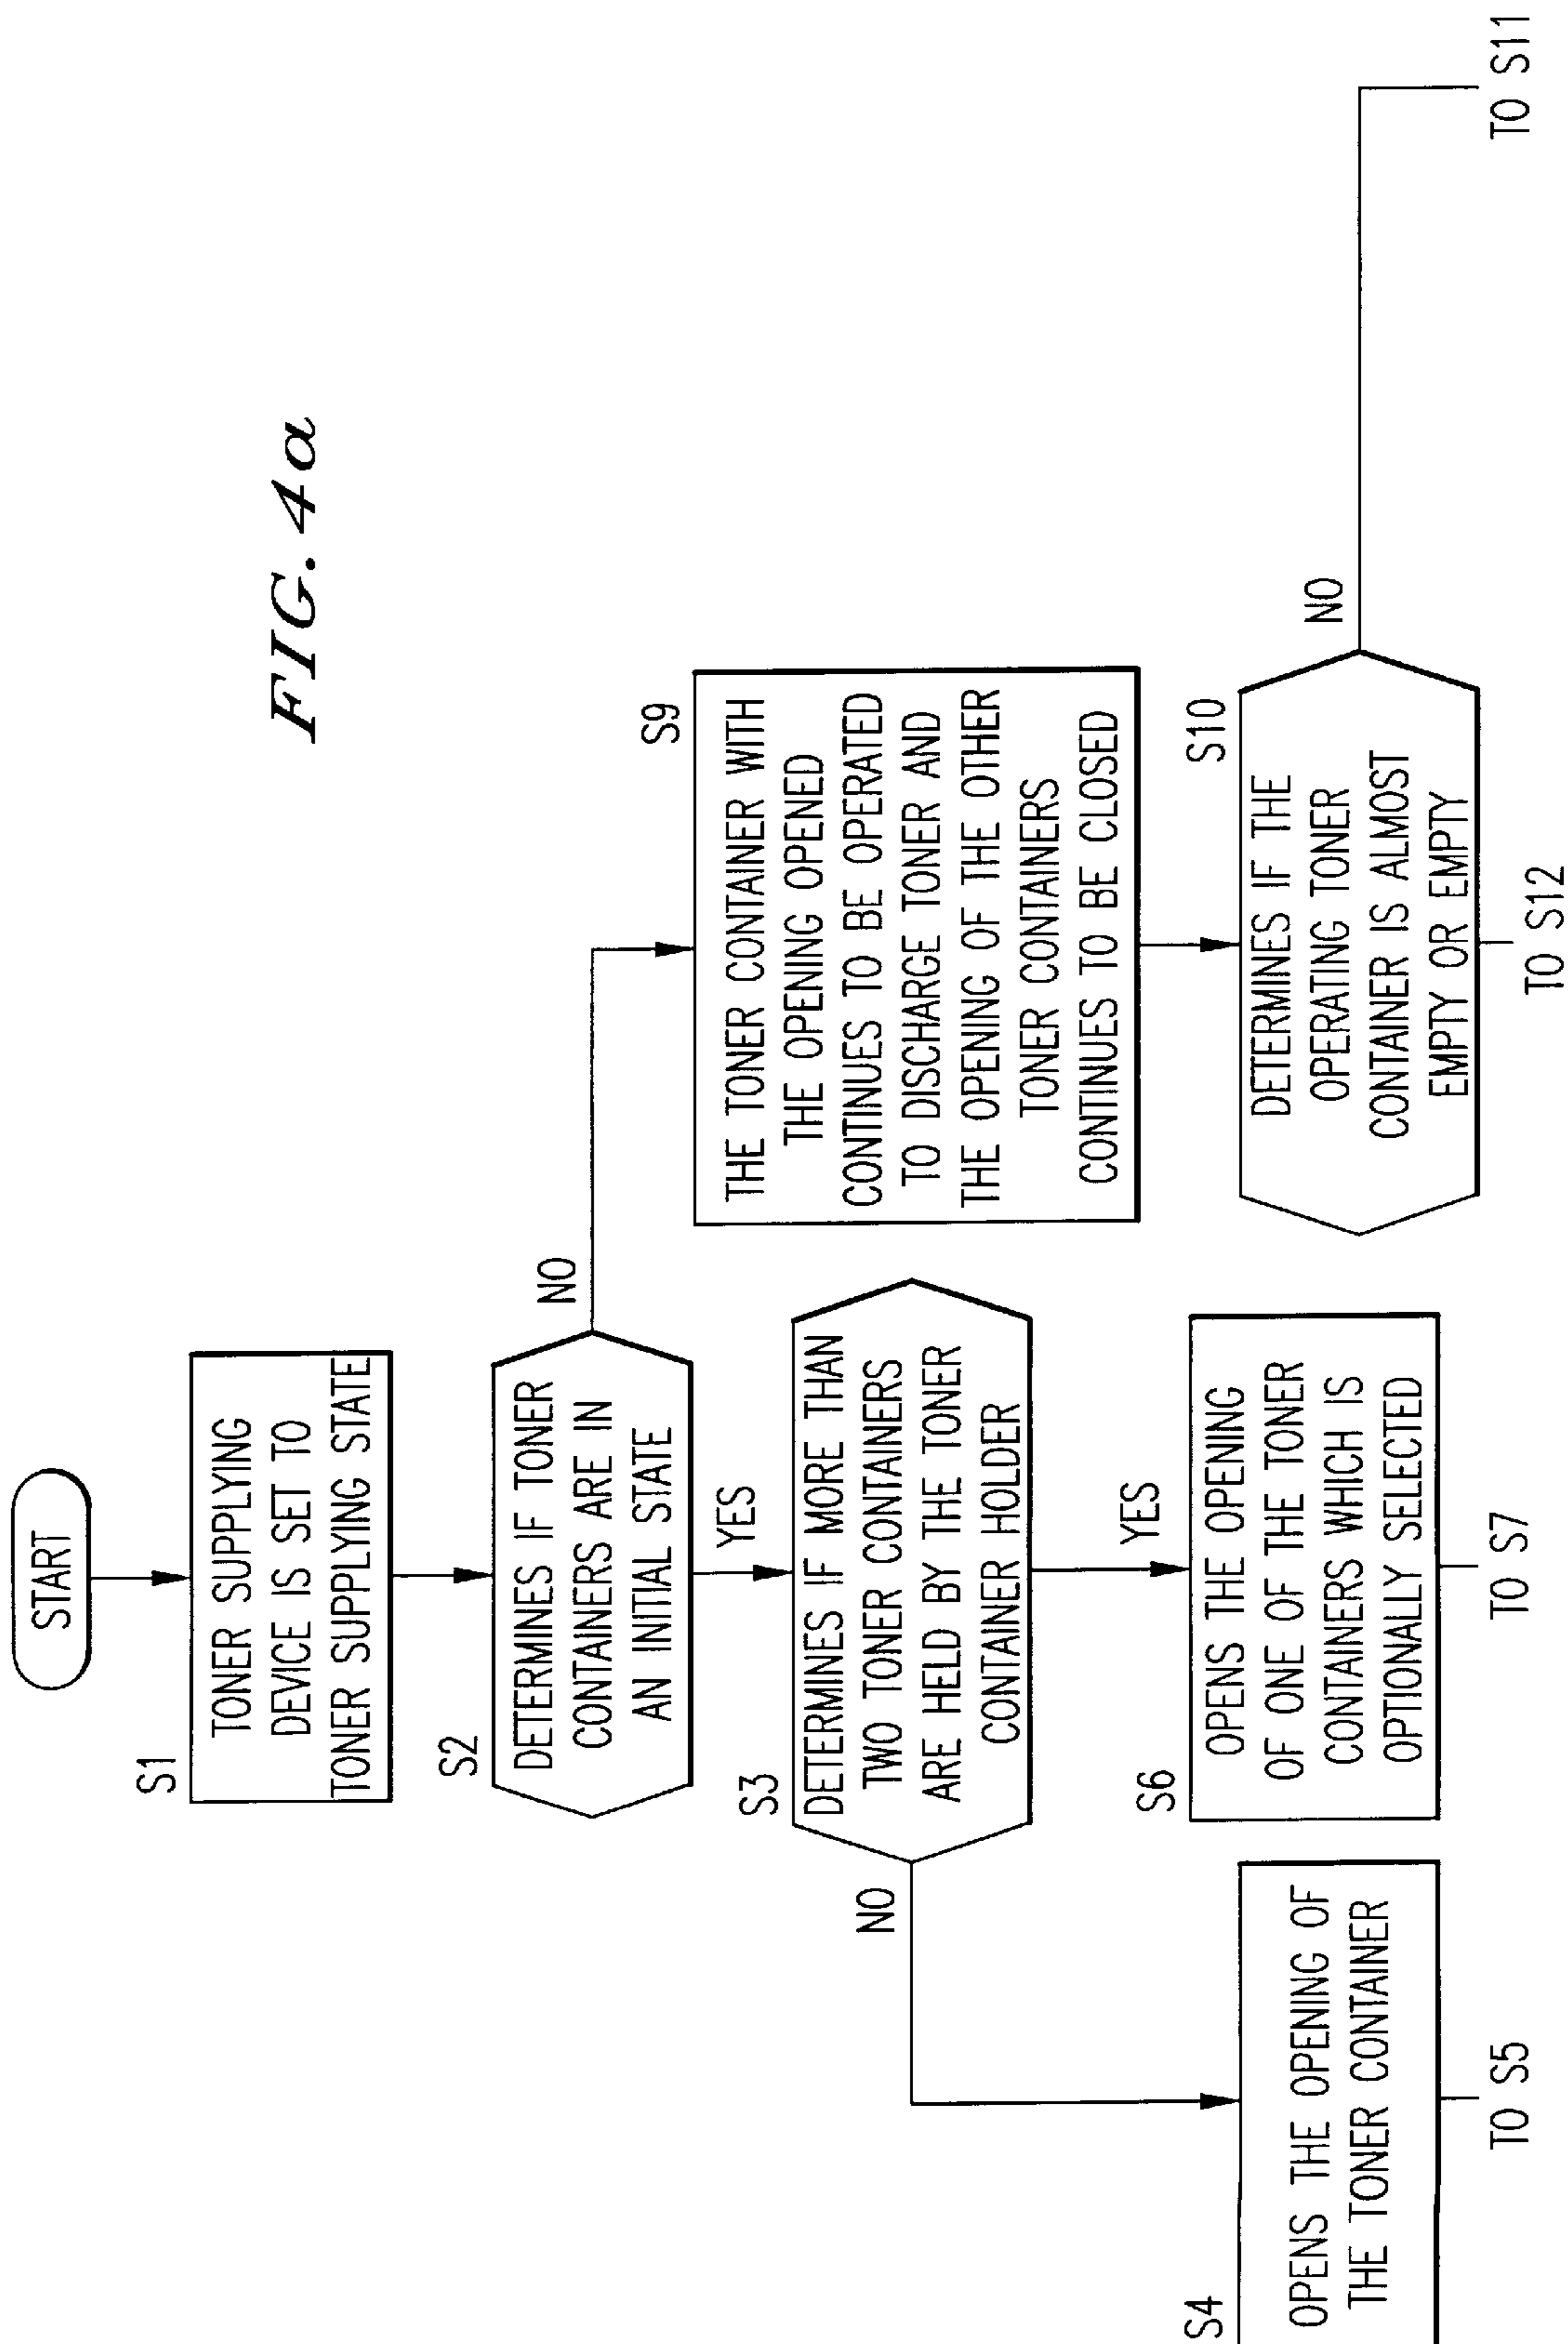 FIG. 4a
START
S1
TONER SUPPLYING
DEVICE IS SET TO
TONER SUPPLYING STATE
S2
DETERMINES IF TONER
CONTAINERS ARE IN
AN INITIAL STATE
NO
YES
S3
DETERMINES IF MORE THAN
TWO TONER CONTAINERS
ARE HELD BY THE TONER
CONTAINER HOLDER
NO
YES
S4
OPENS THE OPENING OF
THE TONER CONTAINER
TO S5
S6
OPENS THE OPENING
OF ONE OF THE TONER
CONTAINERS WHICH IS
OPTIONALLY SELECTED
TO S7
S9
THE TONER CONTAINER WITH
THE OPENING OPENED
CONTINUES TO BE OPERATED
TO DISCHARGE TONER AND
THE OPENING OF THE OTHER
TONER CONTAINERS
CONTINUES TO BE CLOSED
S10
DETERMINES IF THE
OPERATING TONER
CONTAINER IS ALMOST
EMPTY OR EMPTY
NO
TO S12
TO S11